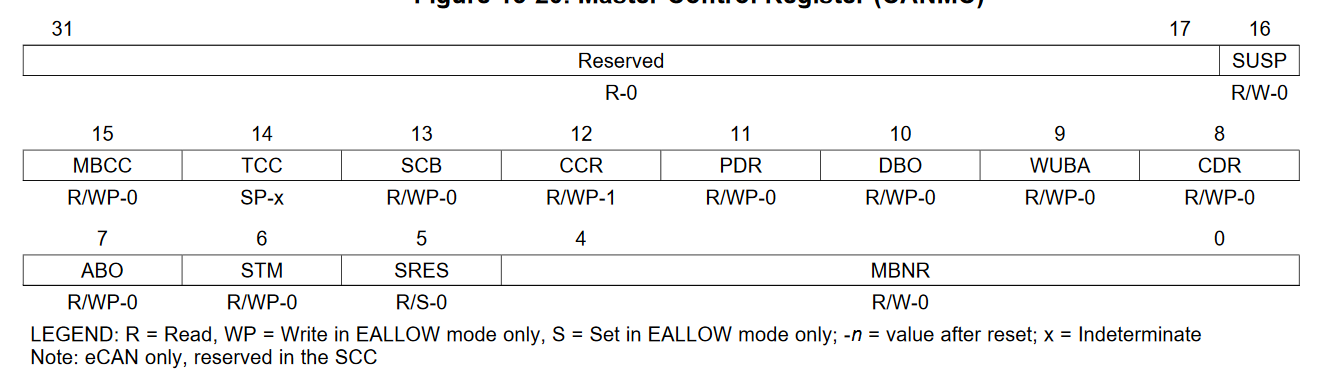 31 17 16
Reserved SUSP
R-0 R/W-0
15 14 13 12 11 10 9 8
MBCC TCC SCB CCR PDR DBO WUBA CDR
R/WP-0 SP-x R/WP-0 R/WP-1 R/WP-0 R/WP-0 R/WP-0 R/WP-0
7 6 5 4 0
ABO STM SRES MBNR
R/WP-0 R/WP-0 R/S-0 R/W-0
LEGEND: R = Read, WP = Write in EALLOW mode only, S = Set in EALLOW mode only; -n = value after reset; x = Indeterminate
Note: eCAN only, reserved in the SCC